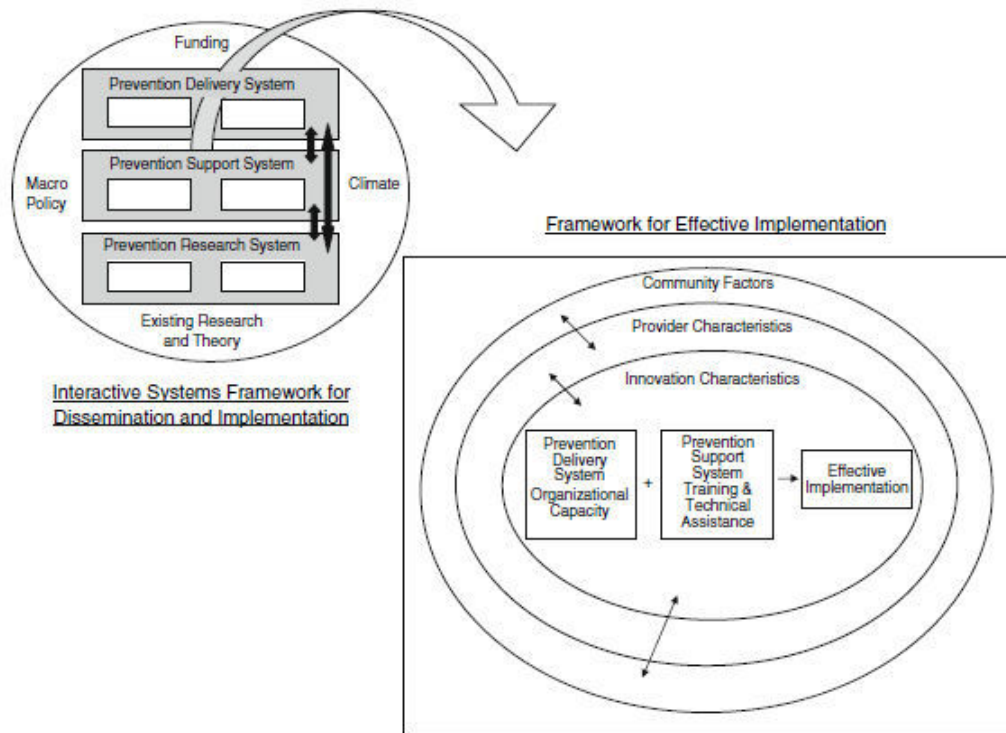 Funding
Prevention Delivery System
Prevention Support System
Macro
Policy
Climate
Prevention Research System
Existing Research
and Theory
Interactive Systems Framework for
Dissemination and Implementation
Framework for Effective Implementation
Community Factors
Provider Characteristics
Innovation Characteristics
Prevention
Delivery
System
Organizational
Capacity
+
Prevention
Support
System
Training &
Technical
Assistance
Effective
Implementation